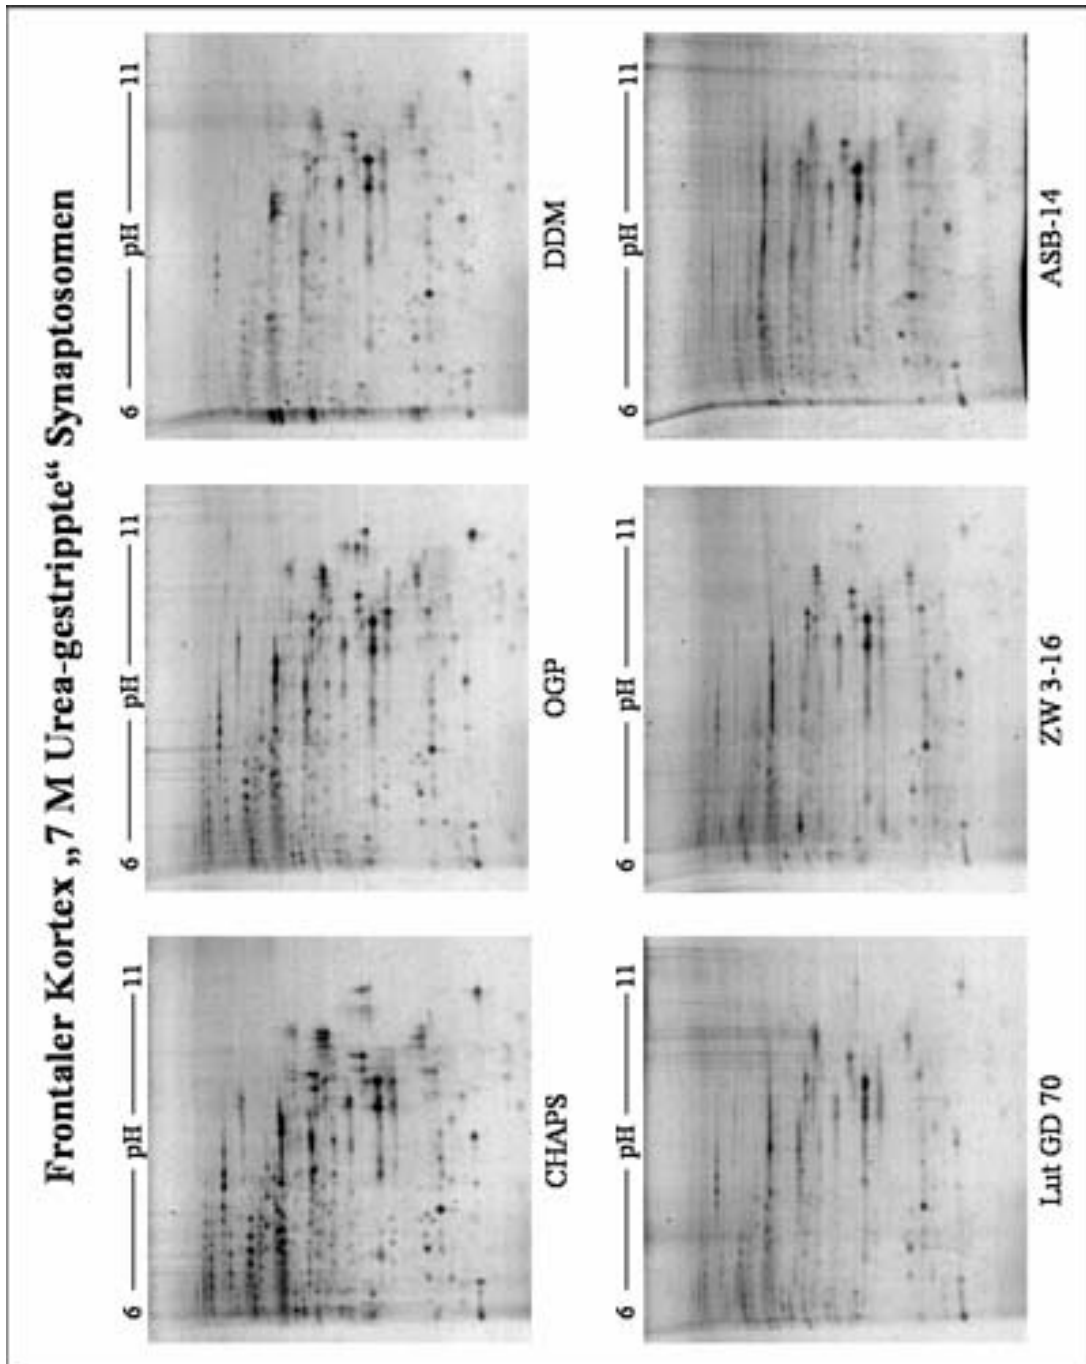 Frontaler Kortex „7 M Urea-gestrippte“ Synaptosomen
6 — pH — 11
6 — pH — 11
6 — pH — 11
CHAPS
OGP
DDM
6 — pH — 11
6 — pH — 11
6 — pH — 11
Lut GD 70
ZW 3-16
ASB-14